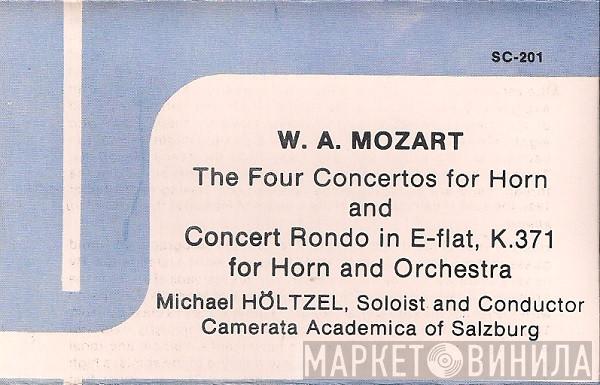 SC-201
W. A. MOZART
The Four Concertos for Horn
and
Concert Rondo in E-flat, K.371
for Horn and Orchestra
Michael HÖLTZEL, Soloist and Conductor
Camerata Academica of Salzburg
МАРКЕТ ВИНИЛА